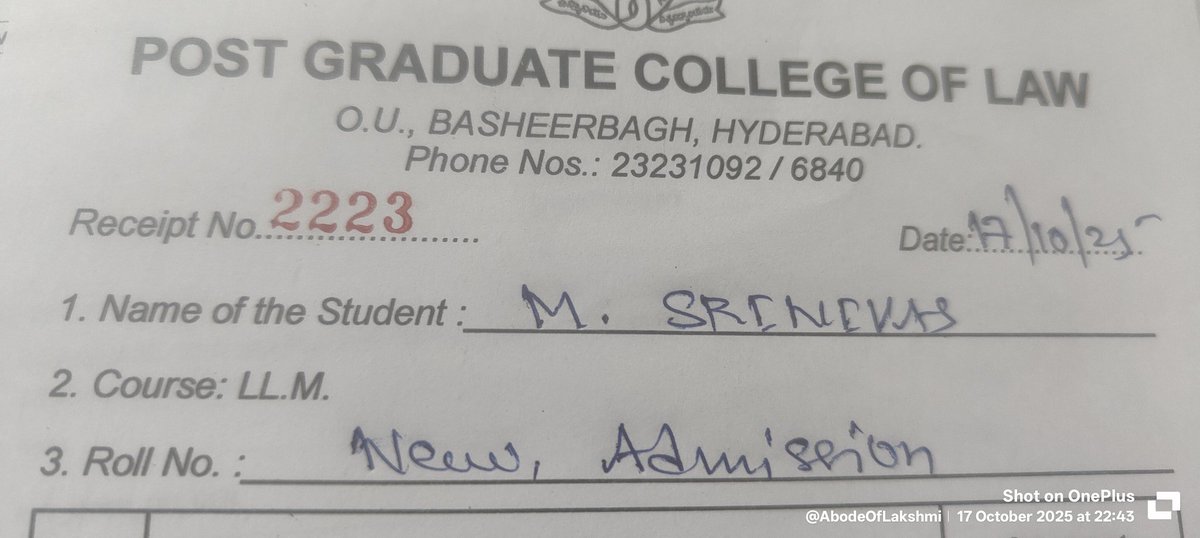 POST GRADUATE COLLEGE OF LAW
O.U., BASHEERBAGH, HYDERABAD.
Phone Nos.: 23231092 / 6840
Receipt No. 2223 Date: 17/10/25
1. Name of the Student : M. SRINIVAS
2. Course: LL.M.
3. Roll No. : New, Admission
Shot on OnePlus
@AbodeOfLakshmi | 17 October 2025 at 22:43